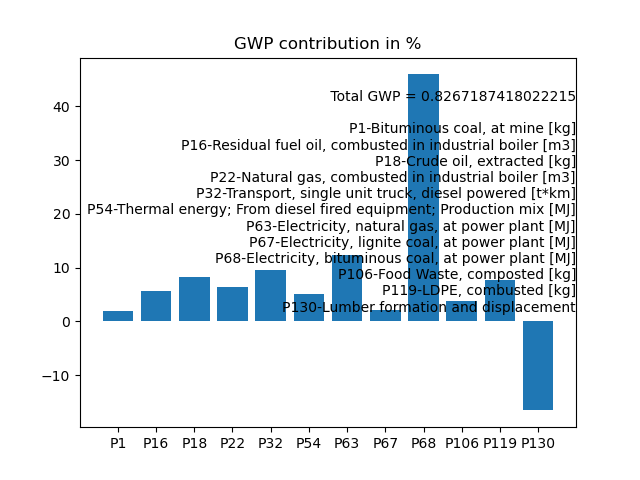 GWP contribution in %
40
30
20
10
0
−10
Total GWP = 0.8267187418022215
P1-Bituminous coal, at mine [kg]
P16-Residual fuel oil, combusted in industrial boiler [m3]
P18-Crude oil, extracted [kg]
P22-Natural gas, combusted in industrial boiler [m3]
P32-Transport, single unit truck, diesel powered [t*km]
P54-Thermal energy; From diesel fired equipment; Production mix [MJ]
P63-Electricity, natural gas, at power plant [MJ]
P67-Electricity, lignite coal, at power plant [MJ]
P68-Electricity, bituminous coal, at power plant [MJ]
P106-Food Waste, composted [kg]
P119-LDPE, combusted [kg]
P130-Lumber formation and displacement
P1 P16 P18 P22 P32 P54 P63 P67 P68 P106 P119 P130